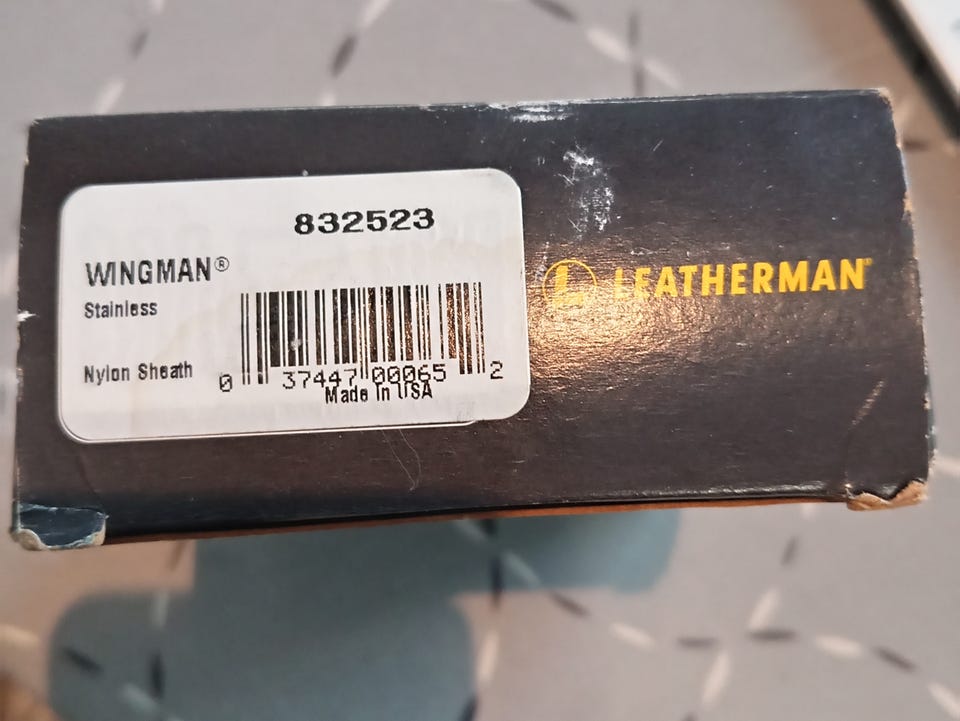 832523
WINGMAN®
Stainless
Nylon Sheath
0 37447 00065 2
Made In USA
L LEATHERMAN®